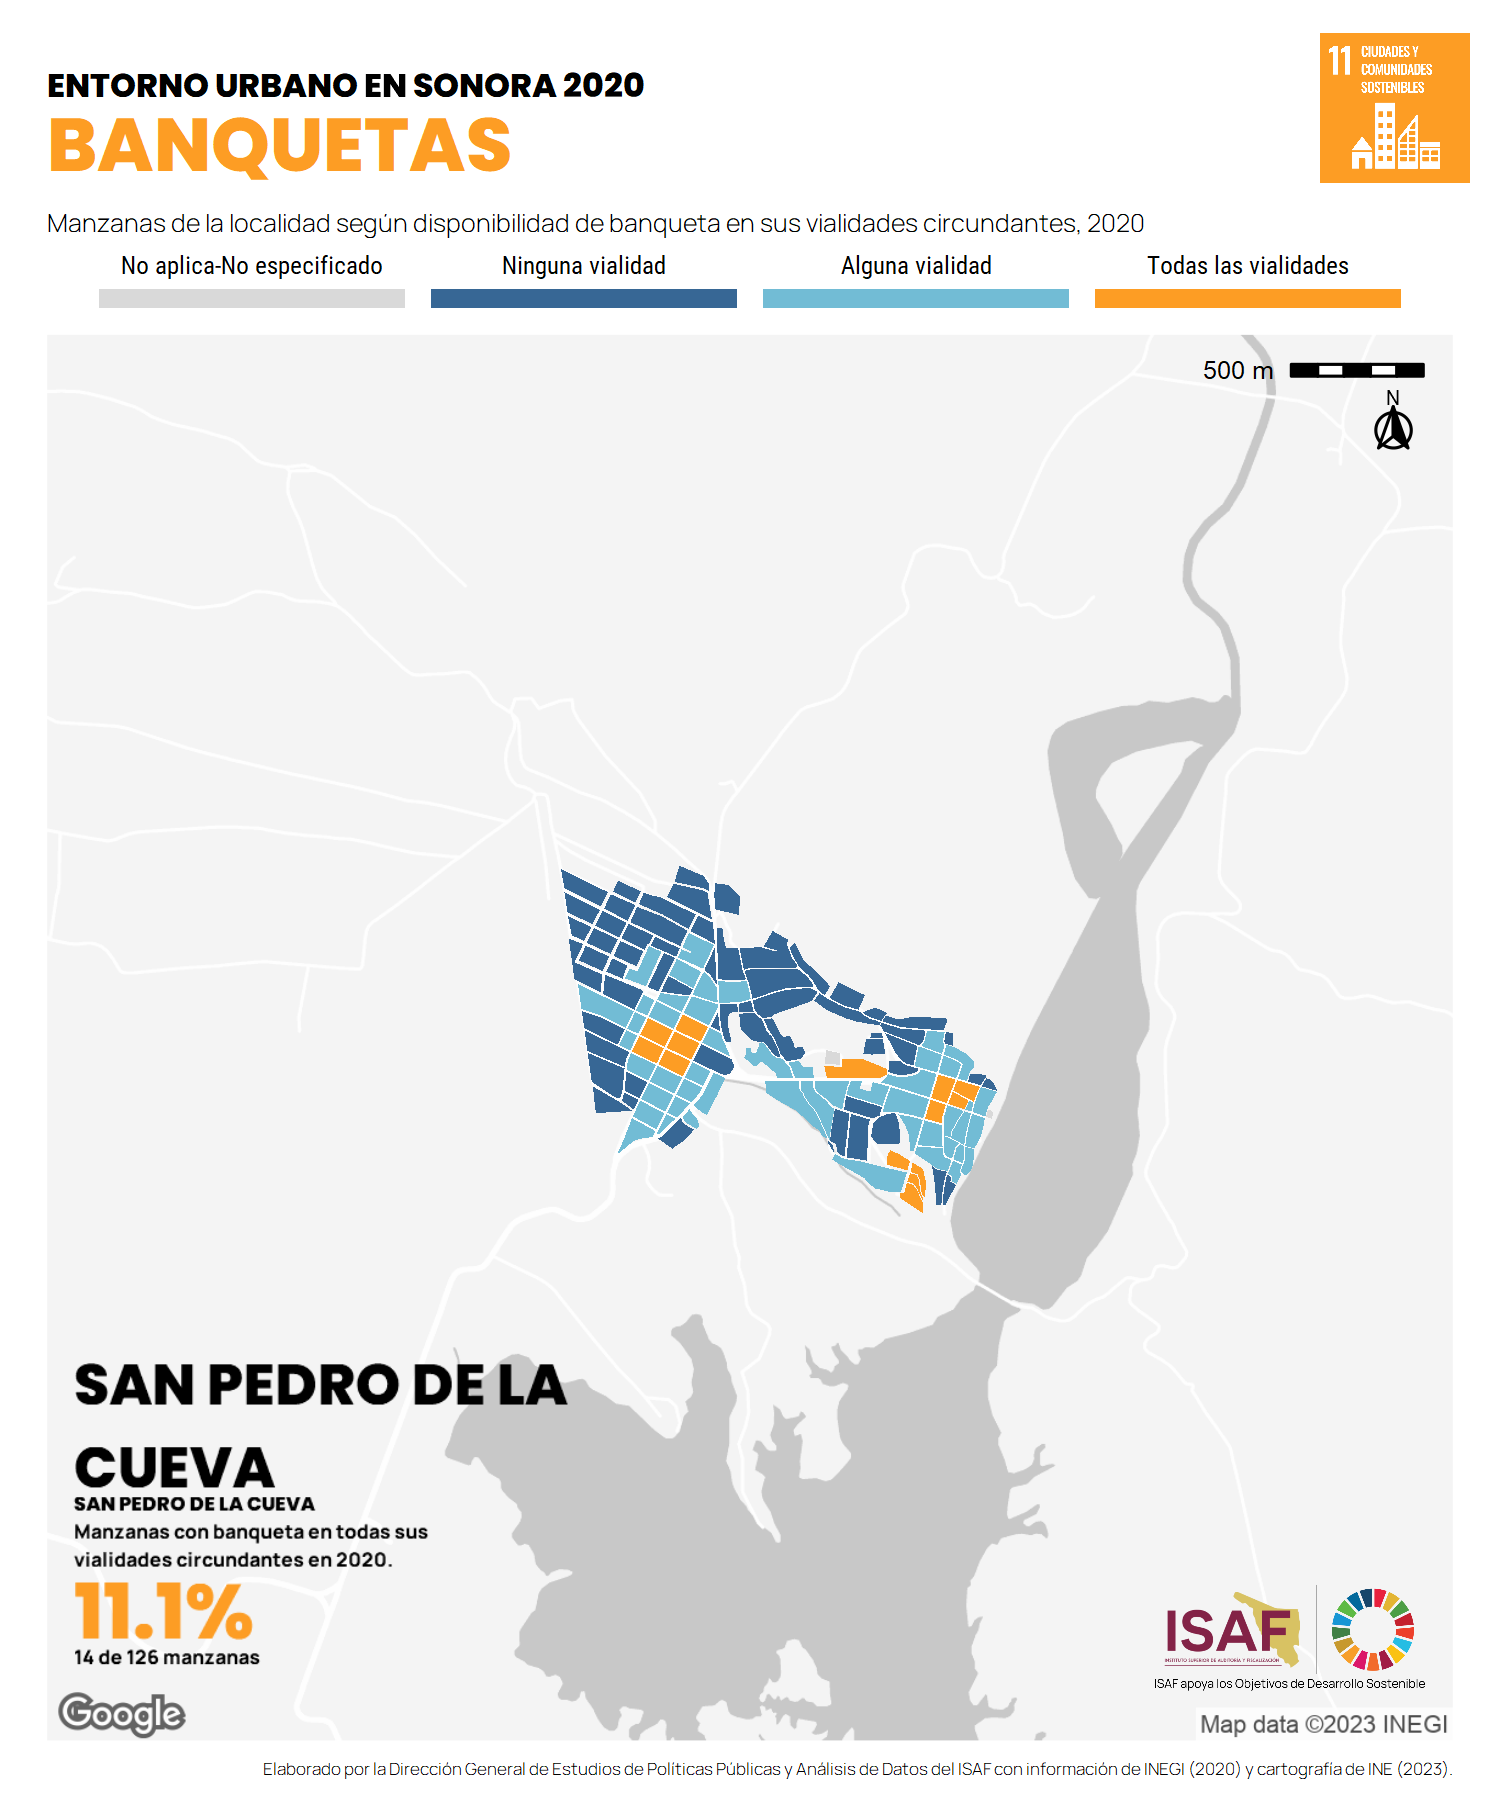 ENTORNO URBANO EN SONORA 2020
BANQUETAS
11 CIUDADES Y
COMUNIDADES
SOSTENIBLES
Manzanas de la localidad según disponibilidad de banqueta en sus vialidades circundantes, 2020
No aplica-No especificado Ninguna vialidad Alguna vialidad Todas las vialidades
500 m
N
SAN PEDRO DE LA
CUEVA
SAN PEDRO DE LA CUEVA
Manzanas con banqueta en todas sus
vialidades circundantes en 2020.
11.1%
14 de 126 manzanas
ISAF
INSTITUTO SUPERIOR DE AUDITORÍA Y FISCALIZACIÓN
ISAF apoya los Objetivos de Desarrollo Sostenible
Google
Map data ©2023 INEGI
Elaborado por la Dirección General de Estudios de Políticas Públicas y Análisis de Datos del ISAF con información de INEGI (2020) y cartografía de INE (2023).